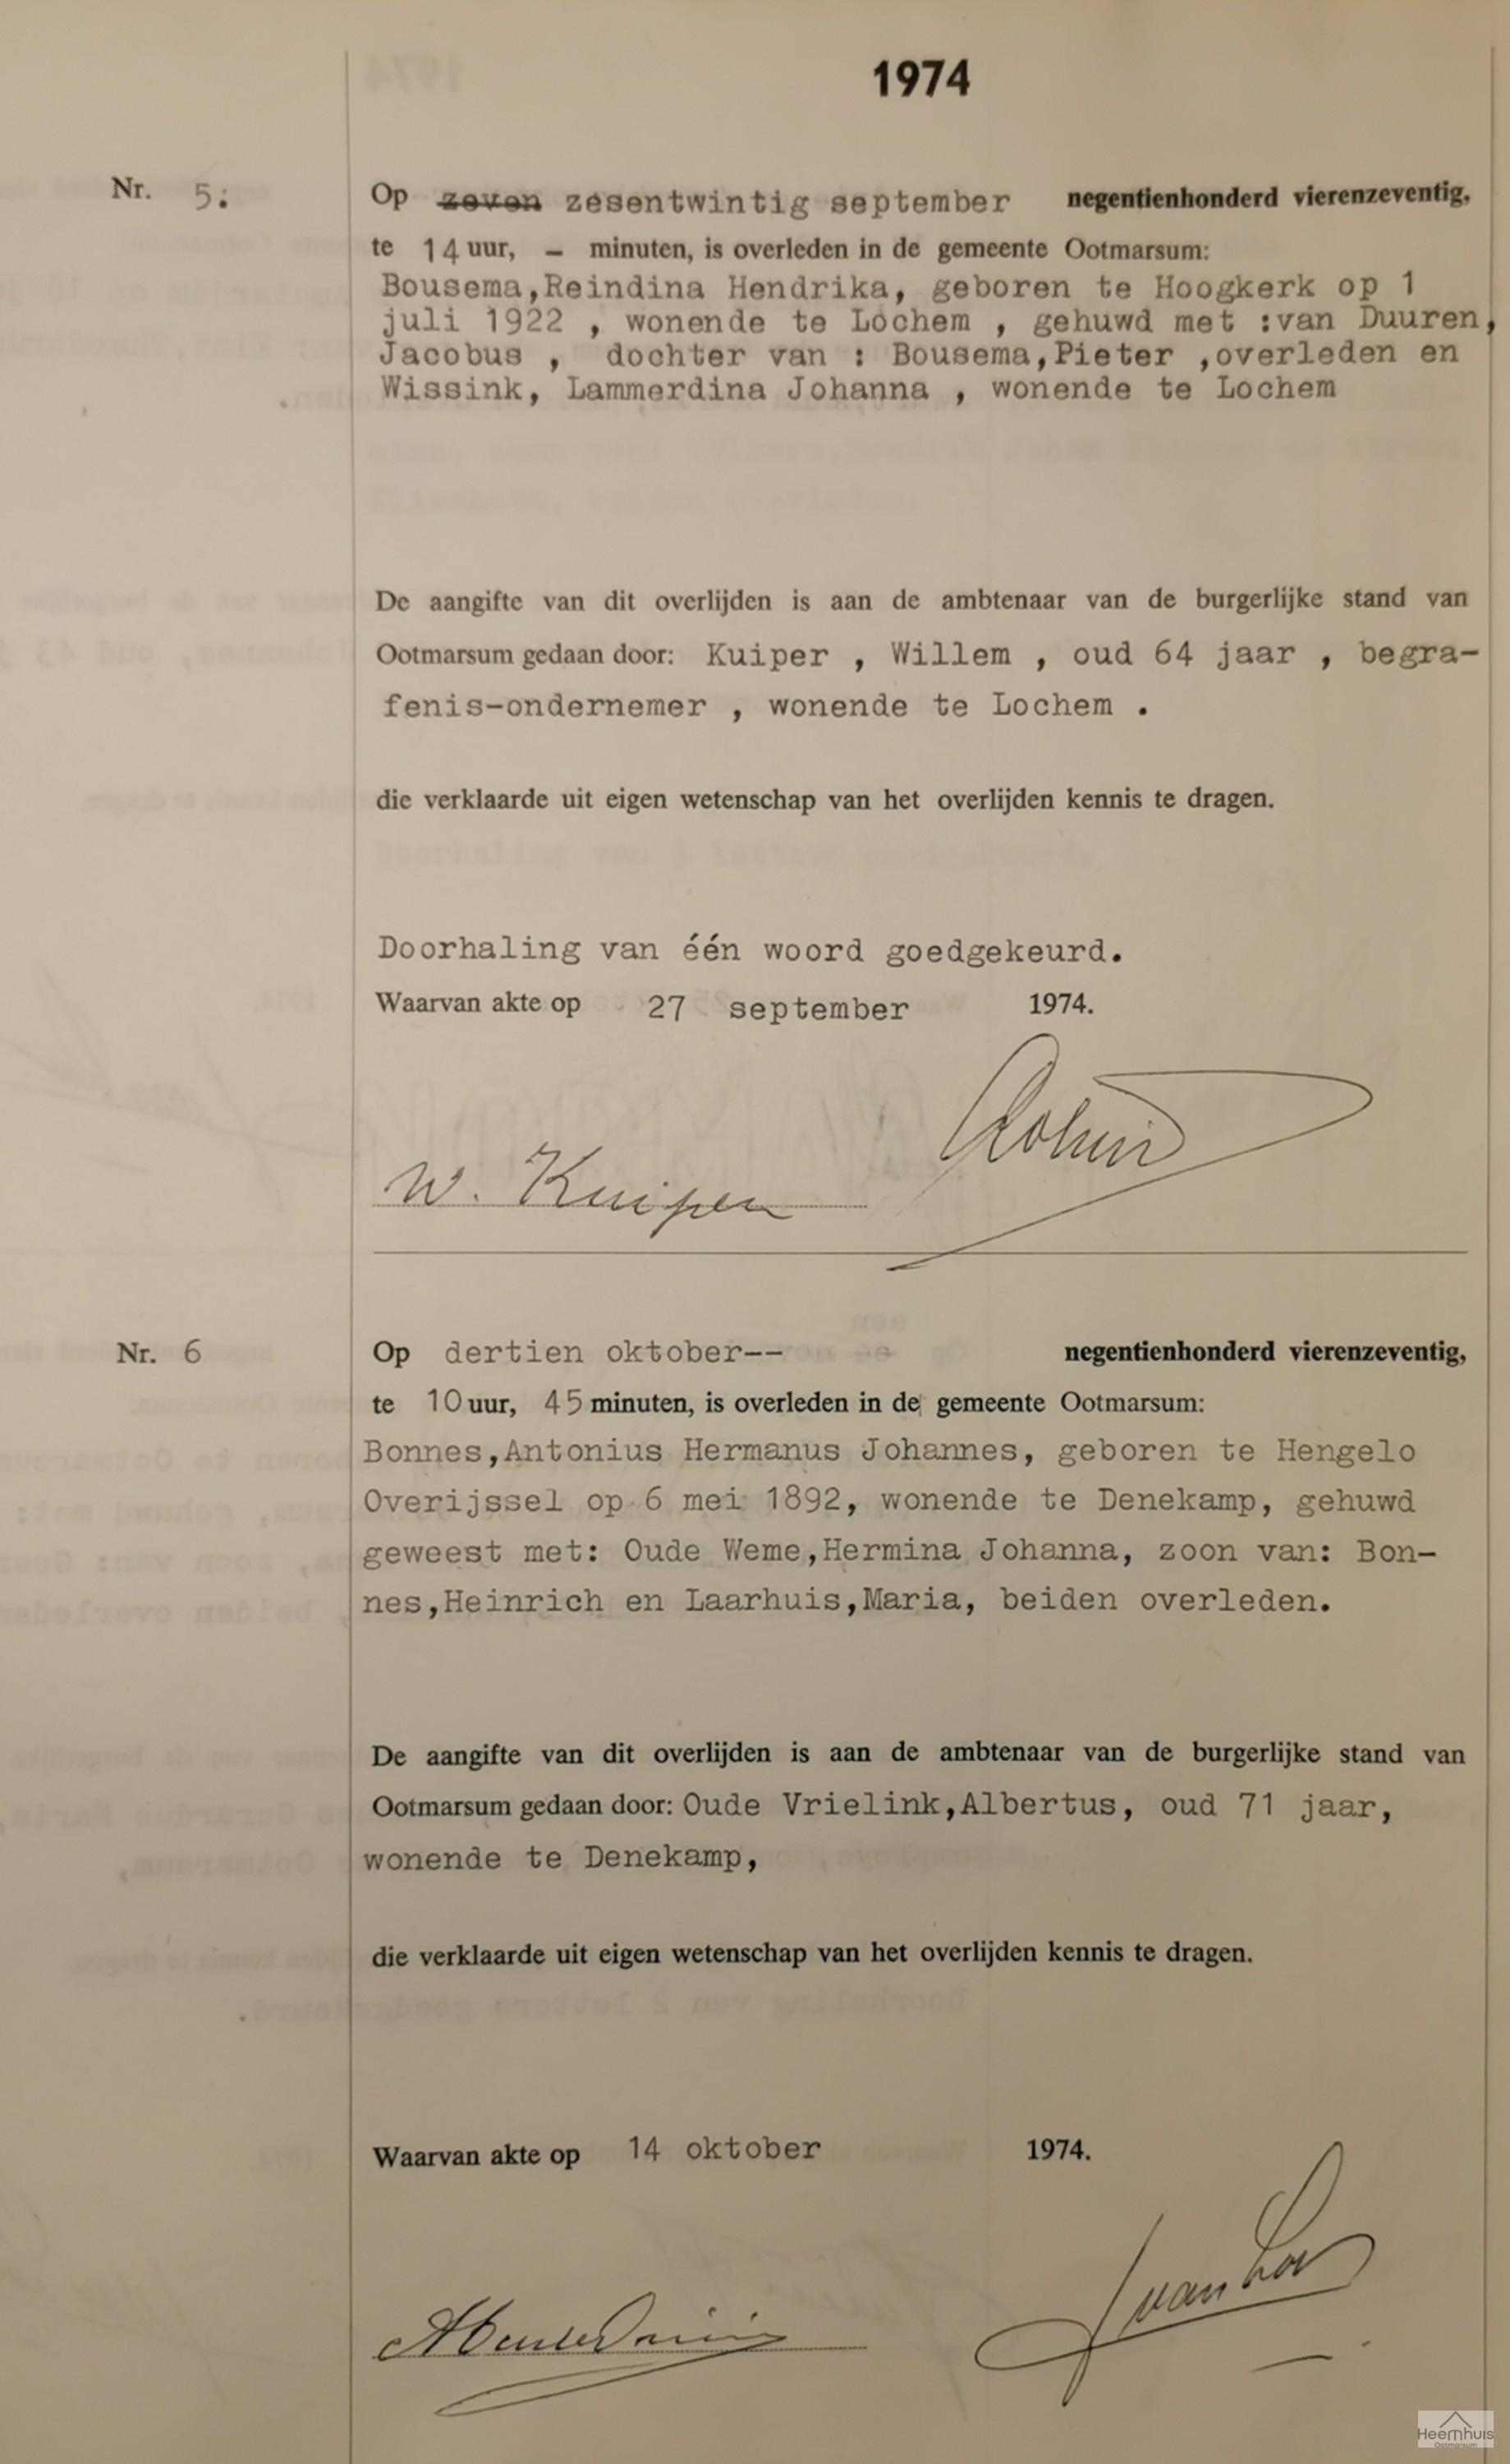 1974
Nr. 5:
Op zeven zesentwintig september negentienhonderd vierenzeventig,
te 14 uur, - minuten, is overleden in de gemeente Ootmarsum:
Bousema,Reindina Hendrika, geboren te Hoogkerk op 1
juli 1922 , wonende te Lochem , gehuwd met :van Duuren,
Jacobus , dochter van : Bousema,Pieter ,overleden en
Wissink, Lammerdina Johanna , wonende te Lochem
De aangifte van dit overlijden is aan de ambtenaar van de burgerlijke stand van
Ootmarsum gedaan door: Kuiper , Willem , oud 64 jaar , begra-
fenis-ondernemer , wonende te Lochem .
die verklaarde uit eigen wetenschap van het overlijden kennis te dragen.
Doorhaling van één woord goedgekeurd.
Waarvan akte op 27 september 1974.
W. Kuiper
Nr. 6
Op dertien oktober-- negentienhonderd vierenzeventig,
te 10 uur, 45 minuten, is overleden in de gemeente Ootmarsum:
Bonnes,Antonius Hermanus Johannes, geboren te Hengelo
Overijssel op 6 mei 1892, wonende te Denekamp, gehuwd
geweest met: Oude Weme,Hermina Johanna, zoon van: Bon-
nes,Heinrich en Laarhuis,Maria, beiden overleden.
De aangifte van dit overlijden is aan de ambtenaar van de burgerlijke stand van
Ootmarsum gedaan door: Oude Vrielink,Albertus, oud 71 jaar,
wonende te Denekamp,
die verklaarde uit eigen wetenschap van het overlijden kennis te dragen.
Waarvan akte op 14 oktober 1974.
Heemhuis
Ootmarsum